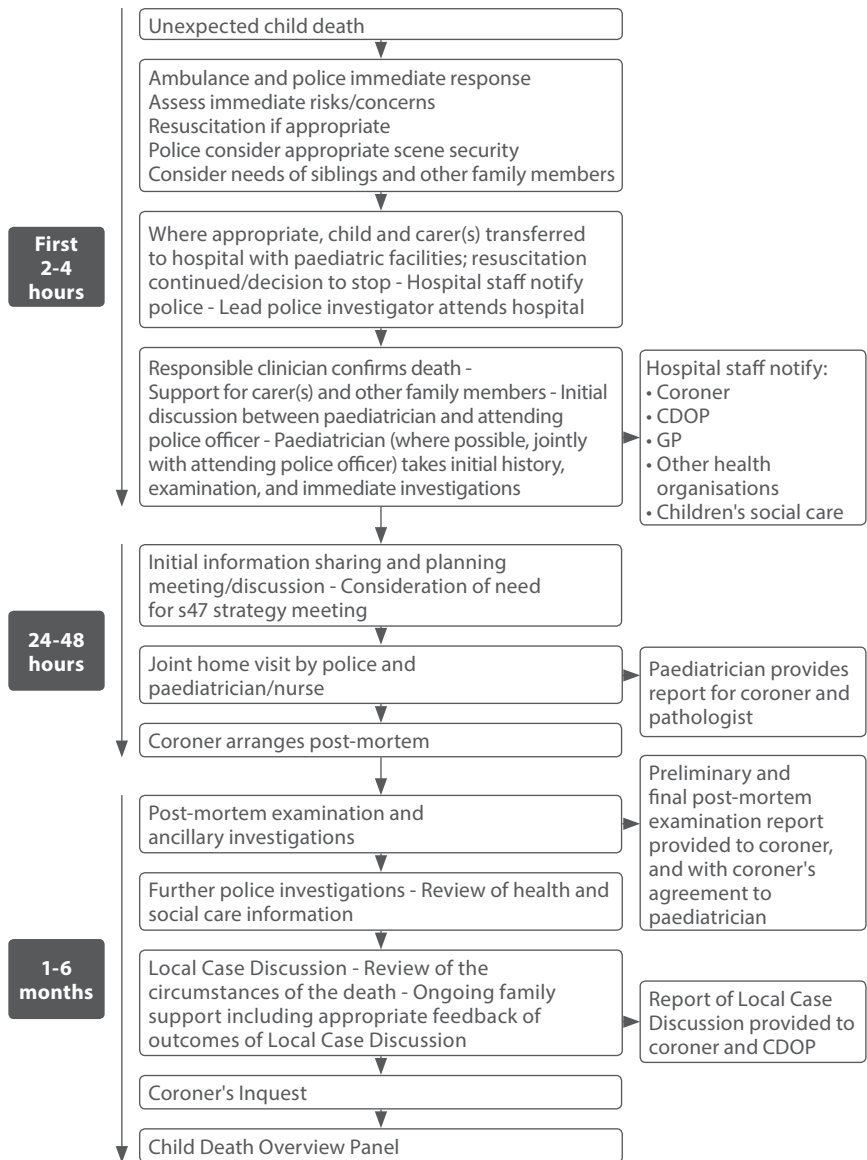 Unexpected child death
Ambulance and police immediate response
Assess immediate risks/concerns
Resuscitation if appropriate
Police consider appropriate scene security
Consider needs of siblings and other family members
First
2-4
hours
Where appropriate, child and carer(s) transferred
to hospital with paediatric facilities; resuscitation
continued/decision to stop - Hospital staff notify
police - Lead police investigator attends hospital
Responsible clinician confirms death -
Support for carer(s) and other family members - Initial
discussion between paediatrician and attending
police officer - Paediatrician (where possible, jointly
with attending police officer) takes initial history,
examination, and immediate investigations
Hospital staff notify:
• Coroner
• CDOP
• GP
• Other health
organisations
• Children's social care
24-48
hours
Initial information sharing and planning
meeting/discussion - Consideration of need
for s47 strategy meeting
Joint home visit by police and
paediatrician/nurse
Paediatrician provides
report for coroner and
pathologist
Coroner arranges post-mortem
1-6
months
Post-mortem examination and
ancillary investigations
Preliminary and
final post-mortem
examination report
provided to coroner,
and with coroner's
agreement to
paediatrician
Further police investigations - Review of health and
social care information
Local Case Discussion - Review of the
circumstances of the death - Ongoing family
support including appropriate feedback of
outcomes of Local Case Discussion
Report of Local Case
Discussion provided to
coroner and CDOP
Coroner's Inquest
Child Death Overview Panel